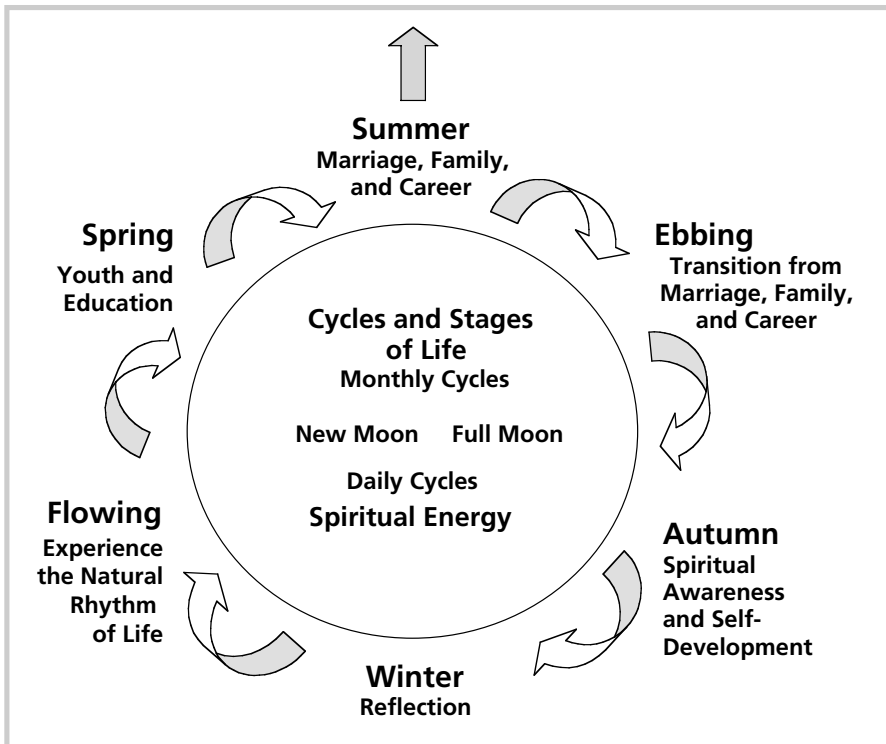 Summer
Marriage, Family,
and Career
Spring
Youth and
Education
Ebbing
Transition from
Marriage, Family,
and Career
Cycles and Stages
of Life
Monthly Cycles
New Moon Full Moon
Daily Cycles
Spiritual Energy
Flowing
Experience
the Natural
Rhythm
of Life
Autumn
Spiritual
Awareness
and Self-
Development
Winter
Reflection